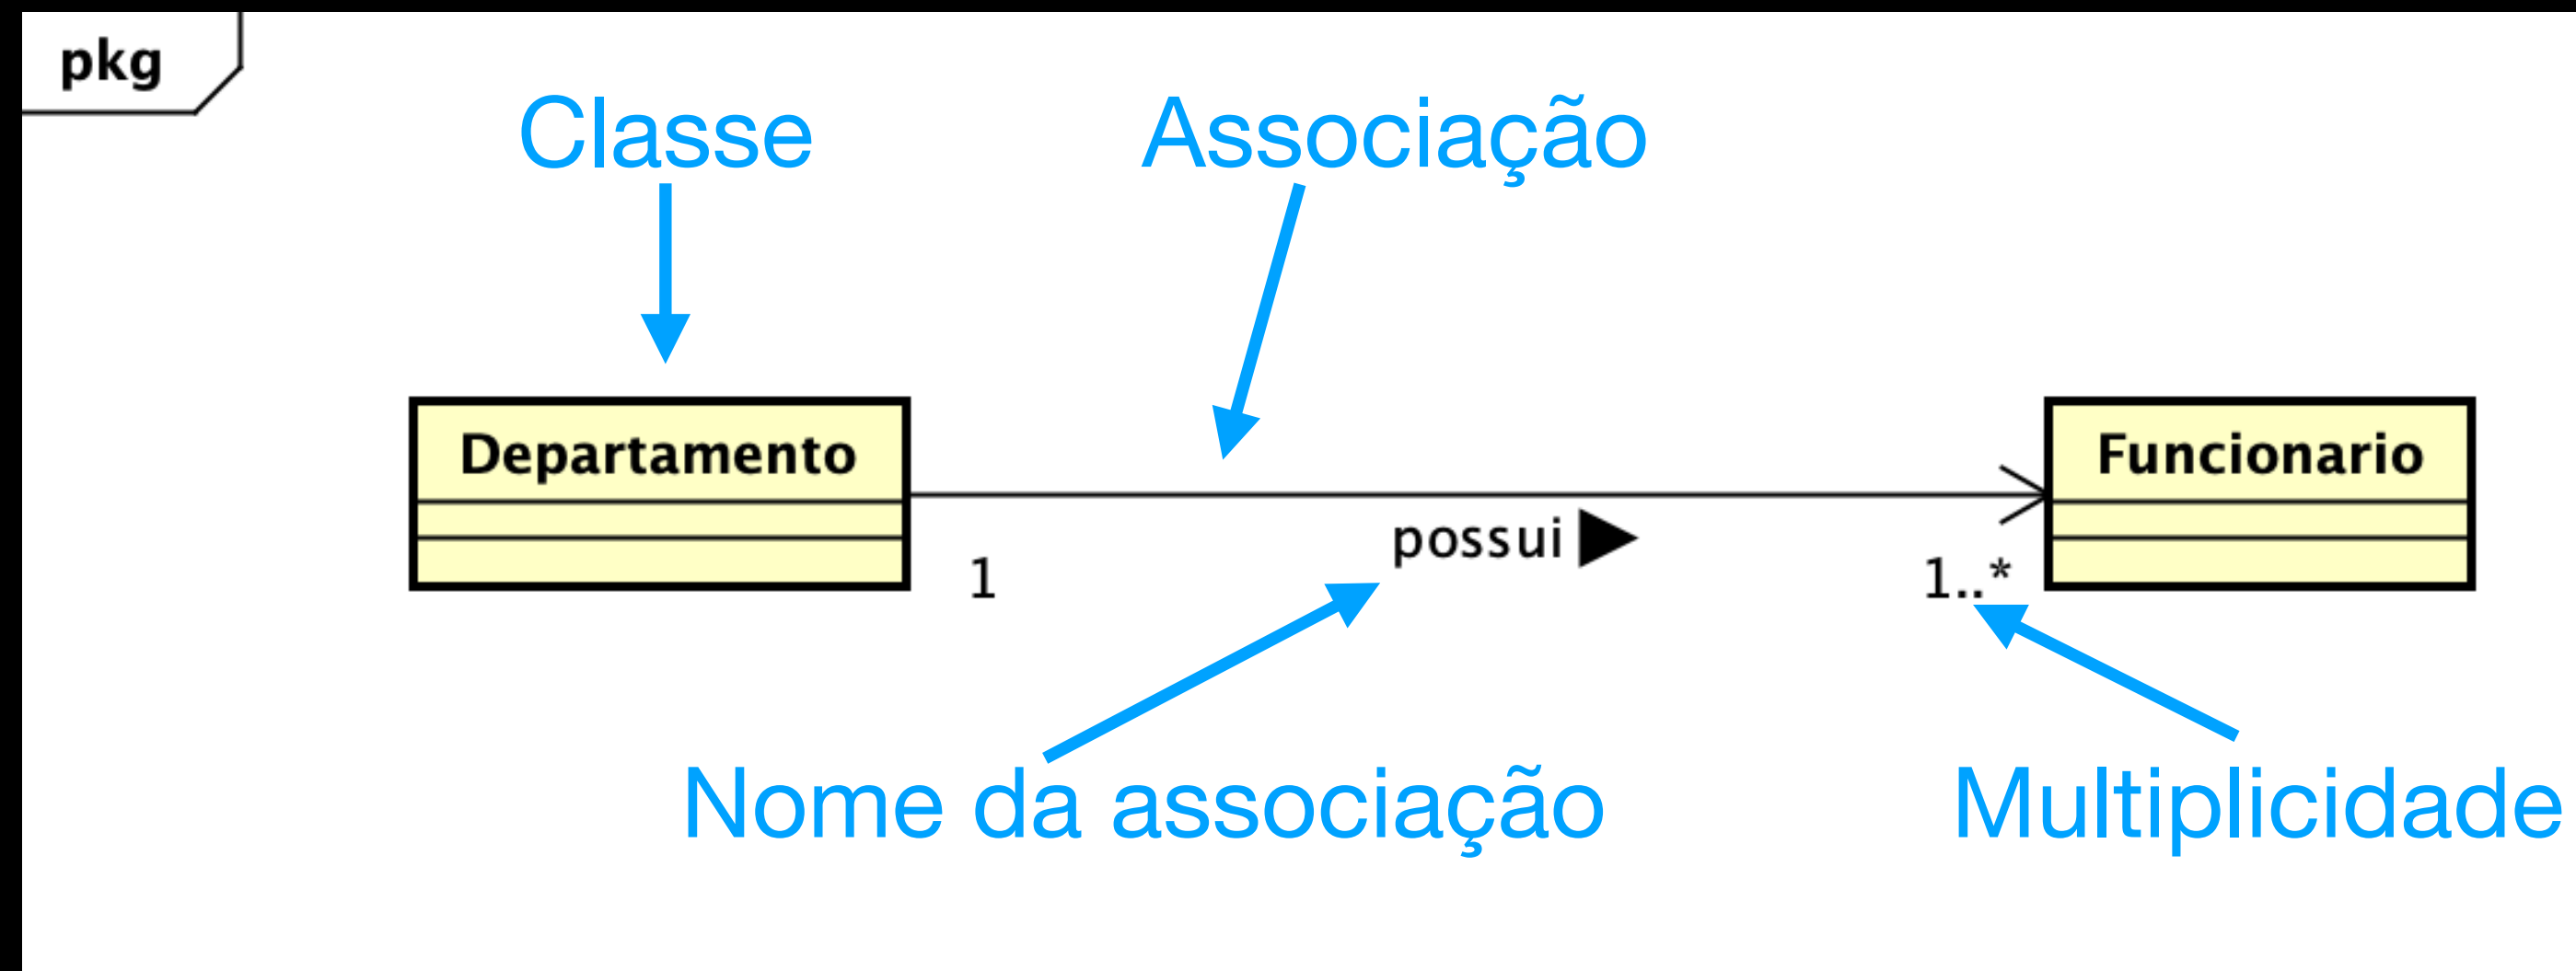 pkg
Classe
Associação
Departamento
Funcionario
possui
1
1..*
Nome da associação
Multiplicidade